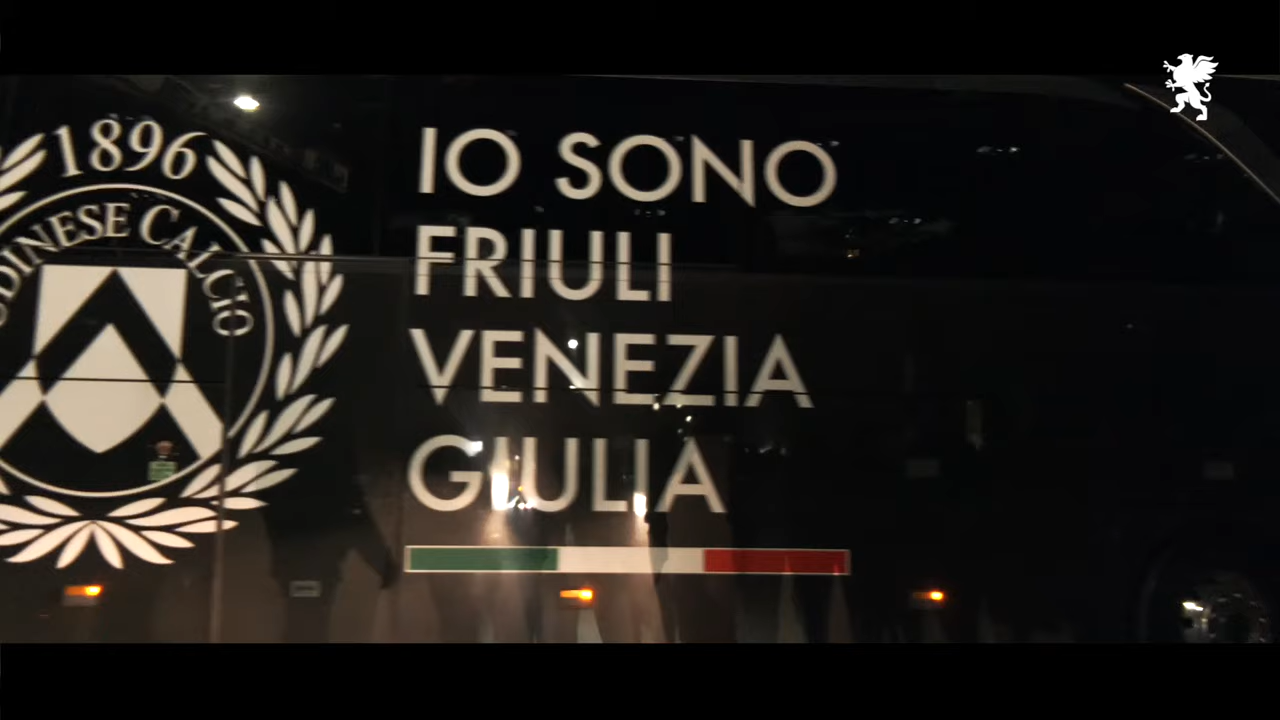 1896
UDINESE CALCIO
IO SONO
FRIULI
VENEZIA
GIULIA